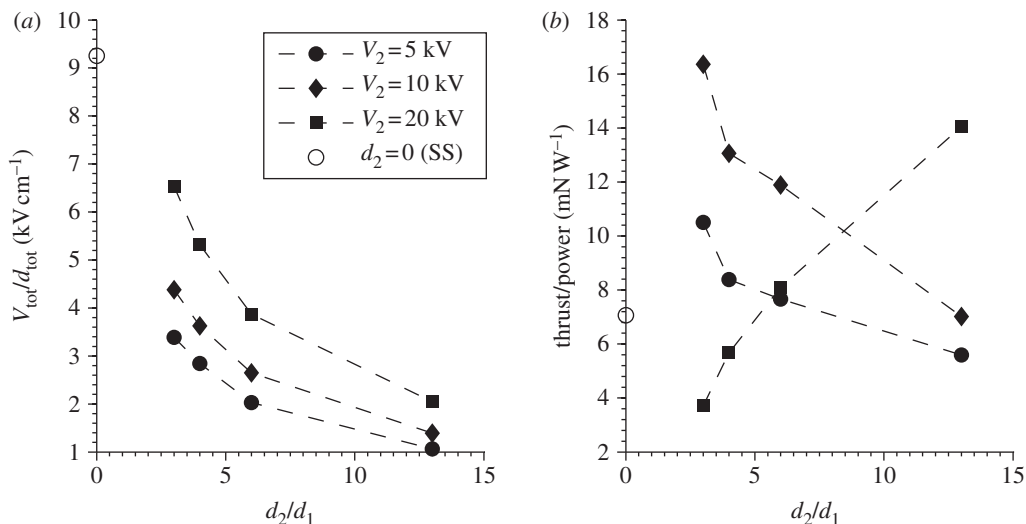 (a)
10
9
8
7
6
5
4
3
2
1
0
5
10
15
V_tot/d_tot (kV cm⁻¹)
d₂/d₁
V₂=5 kV
V₂=10 kV
V₂=20 kV
d₂=0 (SS)
(b)
18
16
14
12
10
8
6
4
2
0
5
10
15
thrust/power (mN W⁻¹)
d₂/d₁